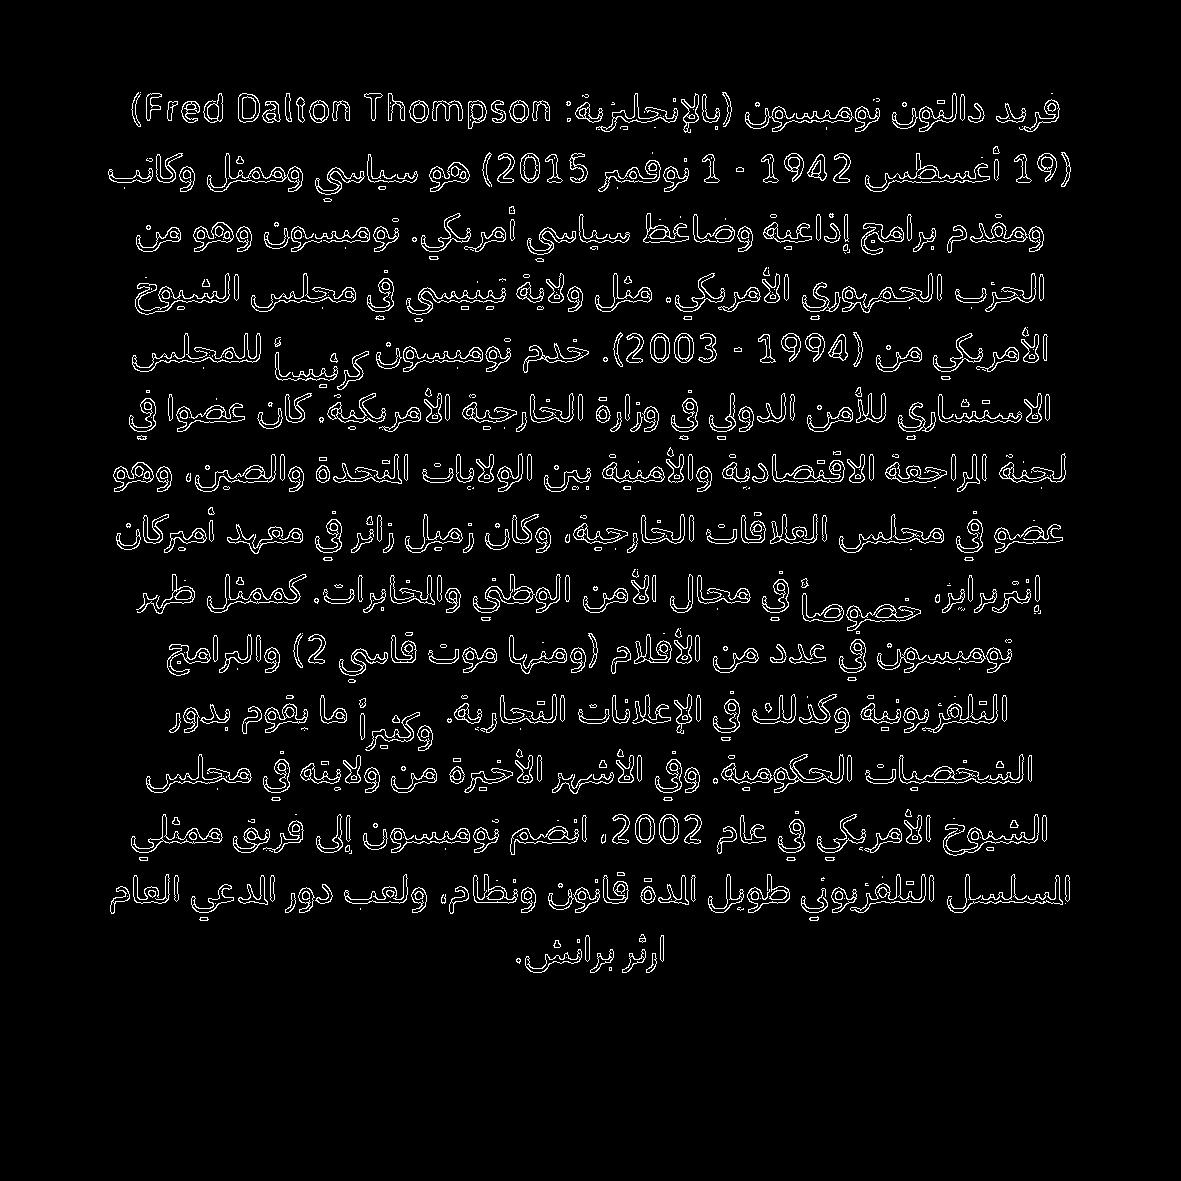 فريد دالتون تومبسون (بالإنجليزية: Fred Dalton Thompson)
(19 أغسطس 1942 - 1 نوفمبر 2015) هو سياسي وممثل وكاتب
ومقدم برامج إذاعية وضاغظ سياسي أمريكي. تومبسون وهو من
الحزب الجمهوري الأمريكي. مثل ولاية تينيسي في مجلس الشيوخ
الأمريكي من (1994 - 2003). خدم تومبسون كرئيساً للمجلس
الاستشاري للأمن الدولي في وزارة الخارجية الأمريكية. كان عضوا في
لجنة المراجعة الاقتصادية والأمنية بين الولايات المتحدة والصين، وهو
عضو في مجلس العلاقات الخارجية، وكان زميل زائر في معهد أميركان
إنتربرايز، خصوصاً في مجال الأمن الوطني والمخابرات. كممثل ظهر
تومبسون في عدد من الأفلام (ومنها موت قاسي 2) والبرامج
التلفزيونية وكذلك في الإعلانات التجارية. وكثيراً ما يقوم بدور
الشخصيات الحكومية. وفي الأشهر الأخيرة من ولايته في مجلس
الشيوخ الأمريكي في عام 2002، انضم تومبسون إلى فريق ممثلي
المسلسل التلفزيوني طويل المدة قانون ونظام، ولعب دور المدعي العام
ارثر برانش.